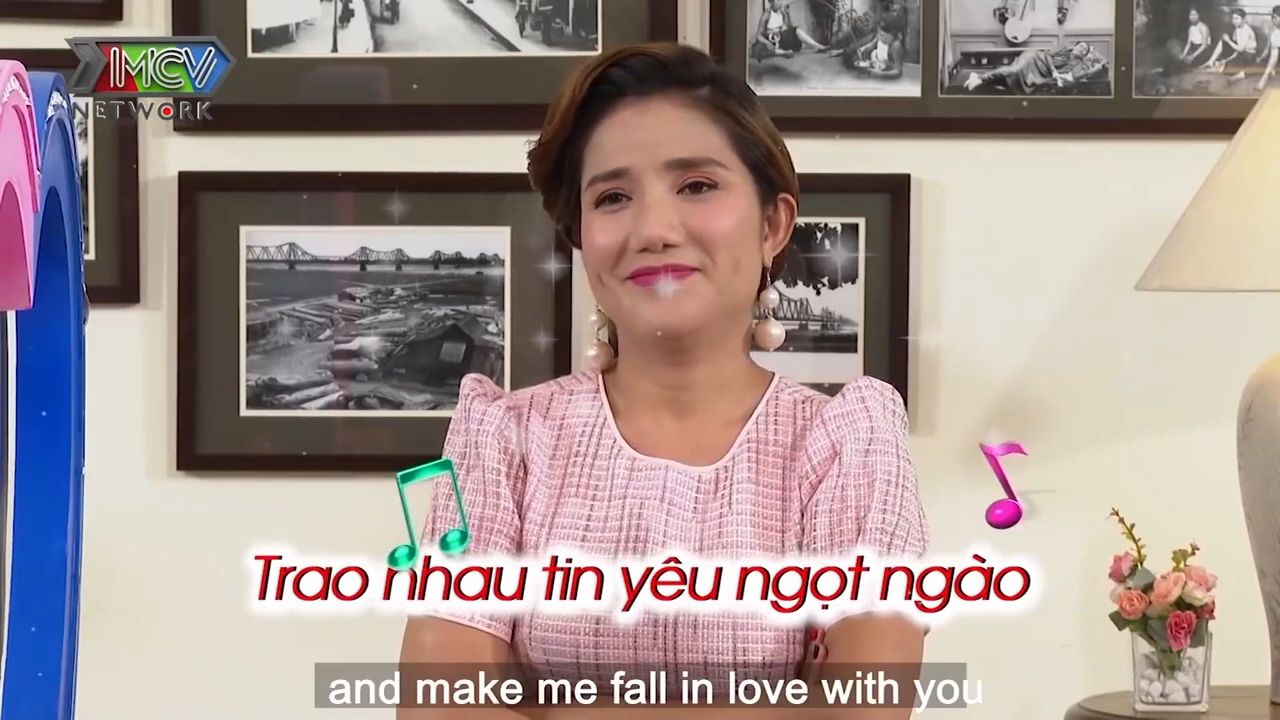 MCV
NETWORK
Trao nhau tin yêu ngọt ngào
and make me fall in love with you